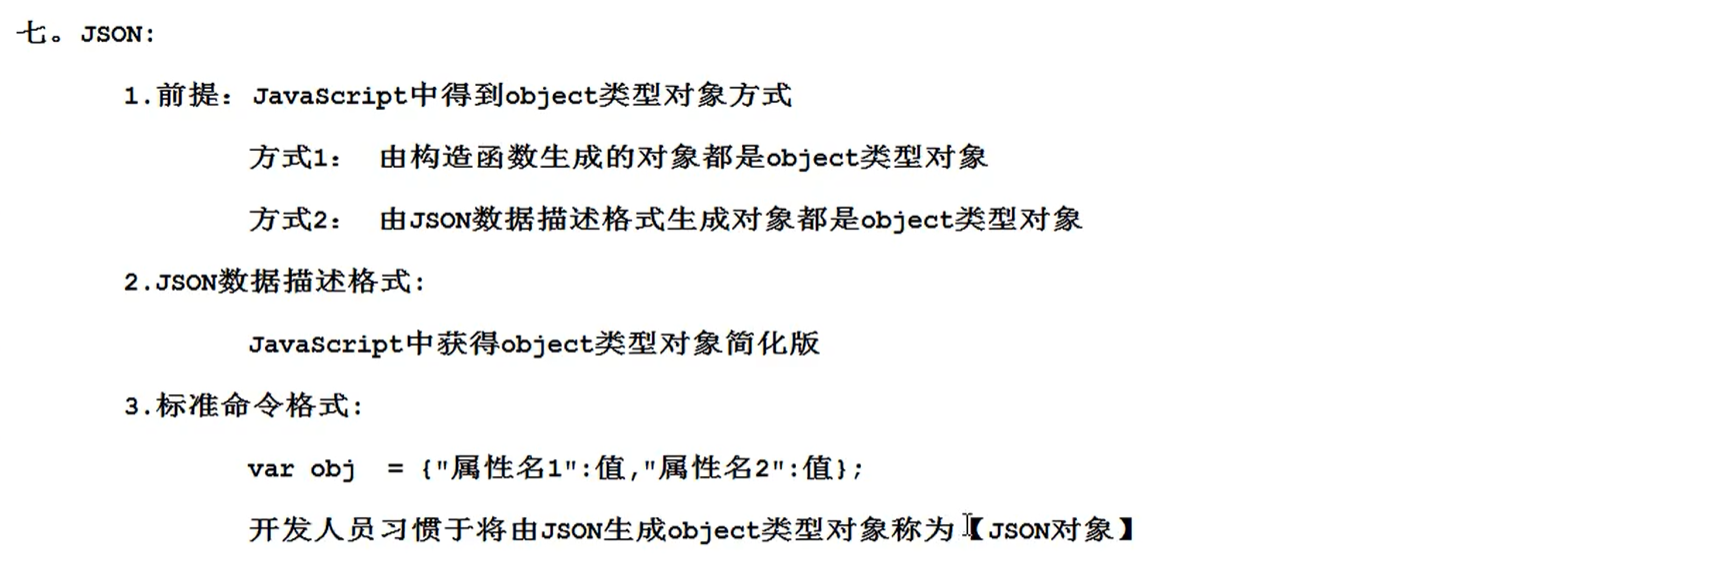 七。JSON:
1.前提：JavaScript中得到object类型对象方式
方式1： 由构造函数生成的对象都是object类型对象
方式2： 由JSON数据描述格式生成对象都是object类型对象
2.JSON数据描述格式:
JavaScript中获得object类型对象简化版
3.标准命令格式:
var obj = {"属性名1":值,"属性名2":值};
开发人员习惯于将由JSON生成object类型对象称为【JSON对象】